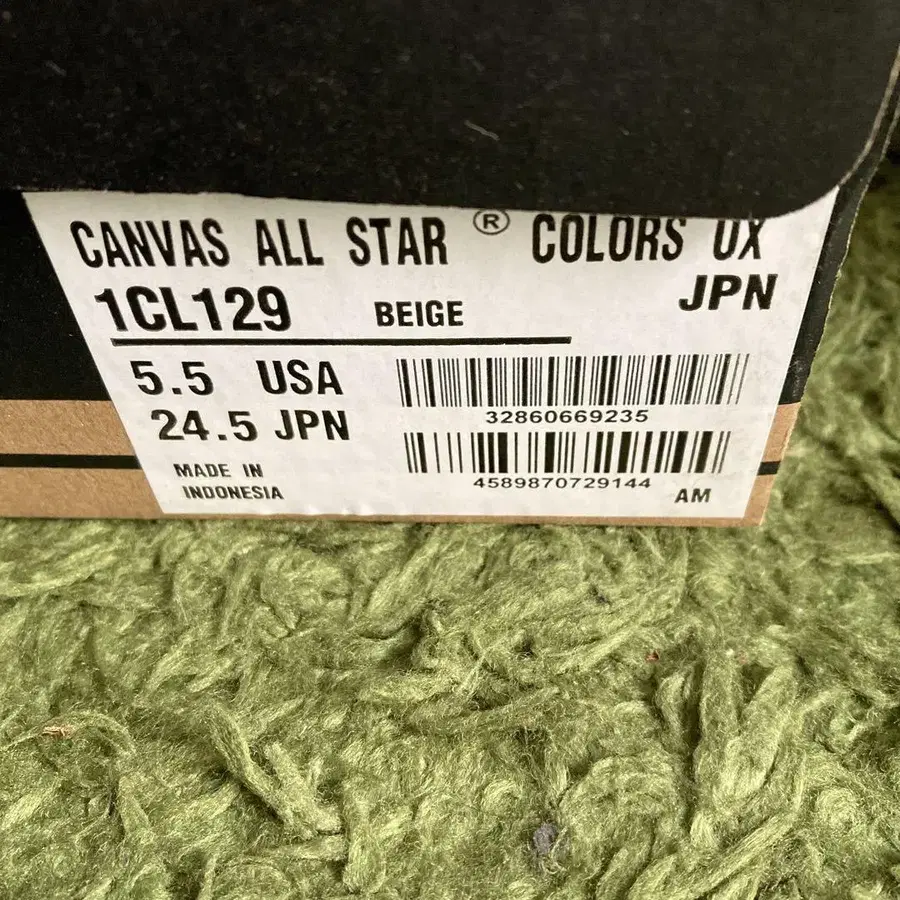 CANVAS ALL STAR ® COLORS OX
1CL129 BEIGE JPN
5.5 USA
24.5 JPN
32860669235
MADE IN
INDONESIA
4589870729144
AM